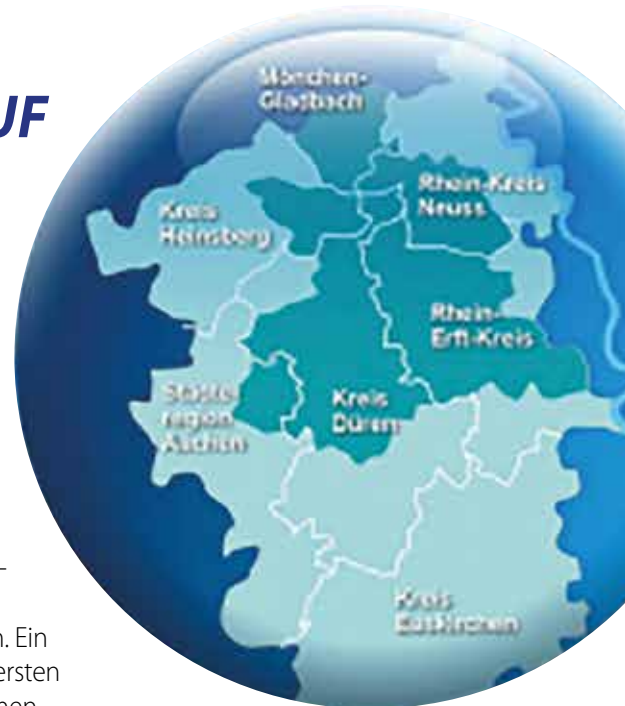 UF
Mönchen-
Gladbach
Rhein-Kreis
Neuss
Kreis
Heinsberg
Rhein-
Erft-Kreis
Städte-
region
Aachen
Kreis
Düren
Kreis
Euskirchen
–
n. Ein
ersten
nen